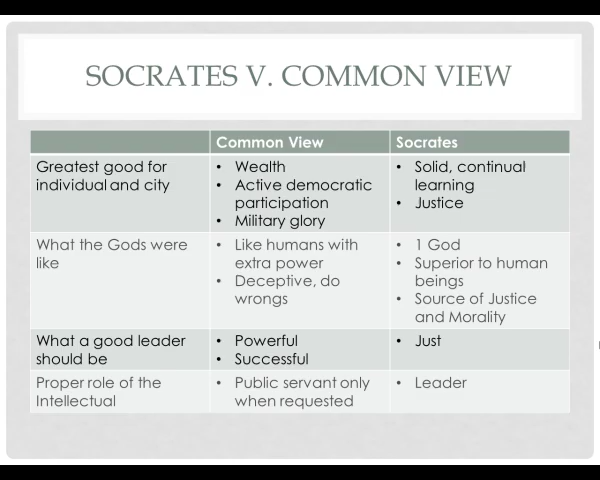 SOCRATES V. COMMON VIEW
Common View
Socrates
Greatest good for
individual and city
• Wealth
• Active democratic
participation
• Military glory
• Solid, continual
learning
• Justice
What the Gods were
like
• Like humans with
extra power
• Deceptive, do
wrongs
• 1 God
• Superior to human
beings
• Source of Justice
and Morality
What a good leader
should be
• Powerful
• Successful
• Just
Proper role of the
Intellectual
• Public servant only
when requested
• Leader